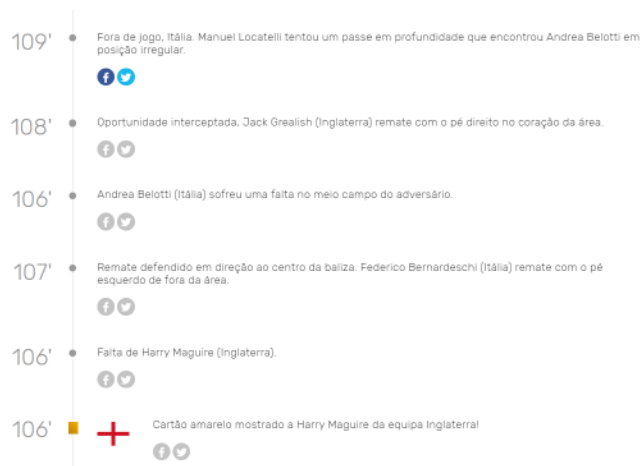 109'
Fora de jogo, Itália. Manuel Locatelli tentou um passe em profundidade que encontrou Andrea Belotti em
posição irregular.
108'
Oportunidade interceptada. Jack Grealish (Inglaterra) remate com o pé direito no coração da área.
106'
Andrea Belotti (Itália) sofreu uma falta no meio campo do adversário.
107'
Remate defendido em direção ao centro da baliza. Federico Bernardeschi (Itália) remate com o pé
esquerdo de fora da área.
106'
Falta de Harry Maguire (Inglaterra).
106'
Cartão amarelo mostrado a Harry Maguire da equipa Inglaterra!